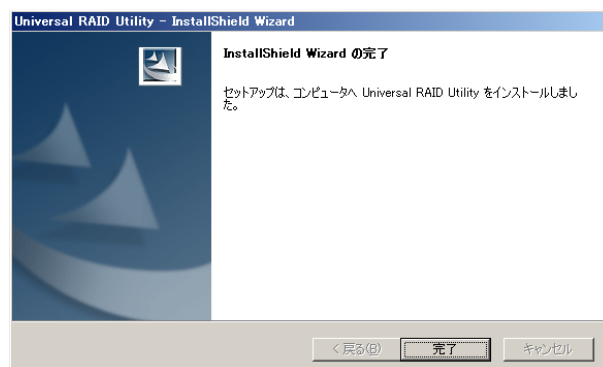 Universal RAID Utility - InstallShield Wizard
InstallShield Wizard の完了
セットアップは、コンピュータへ Universal RAID Utility をインストールしまし
た。
< 戻る(B)
完了
キャンセル